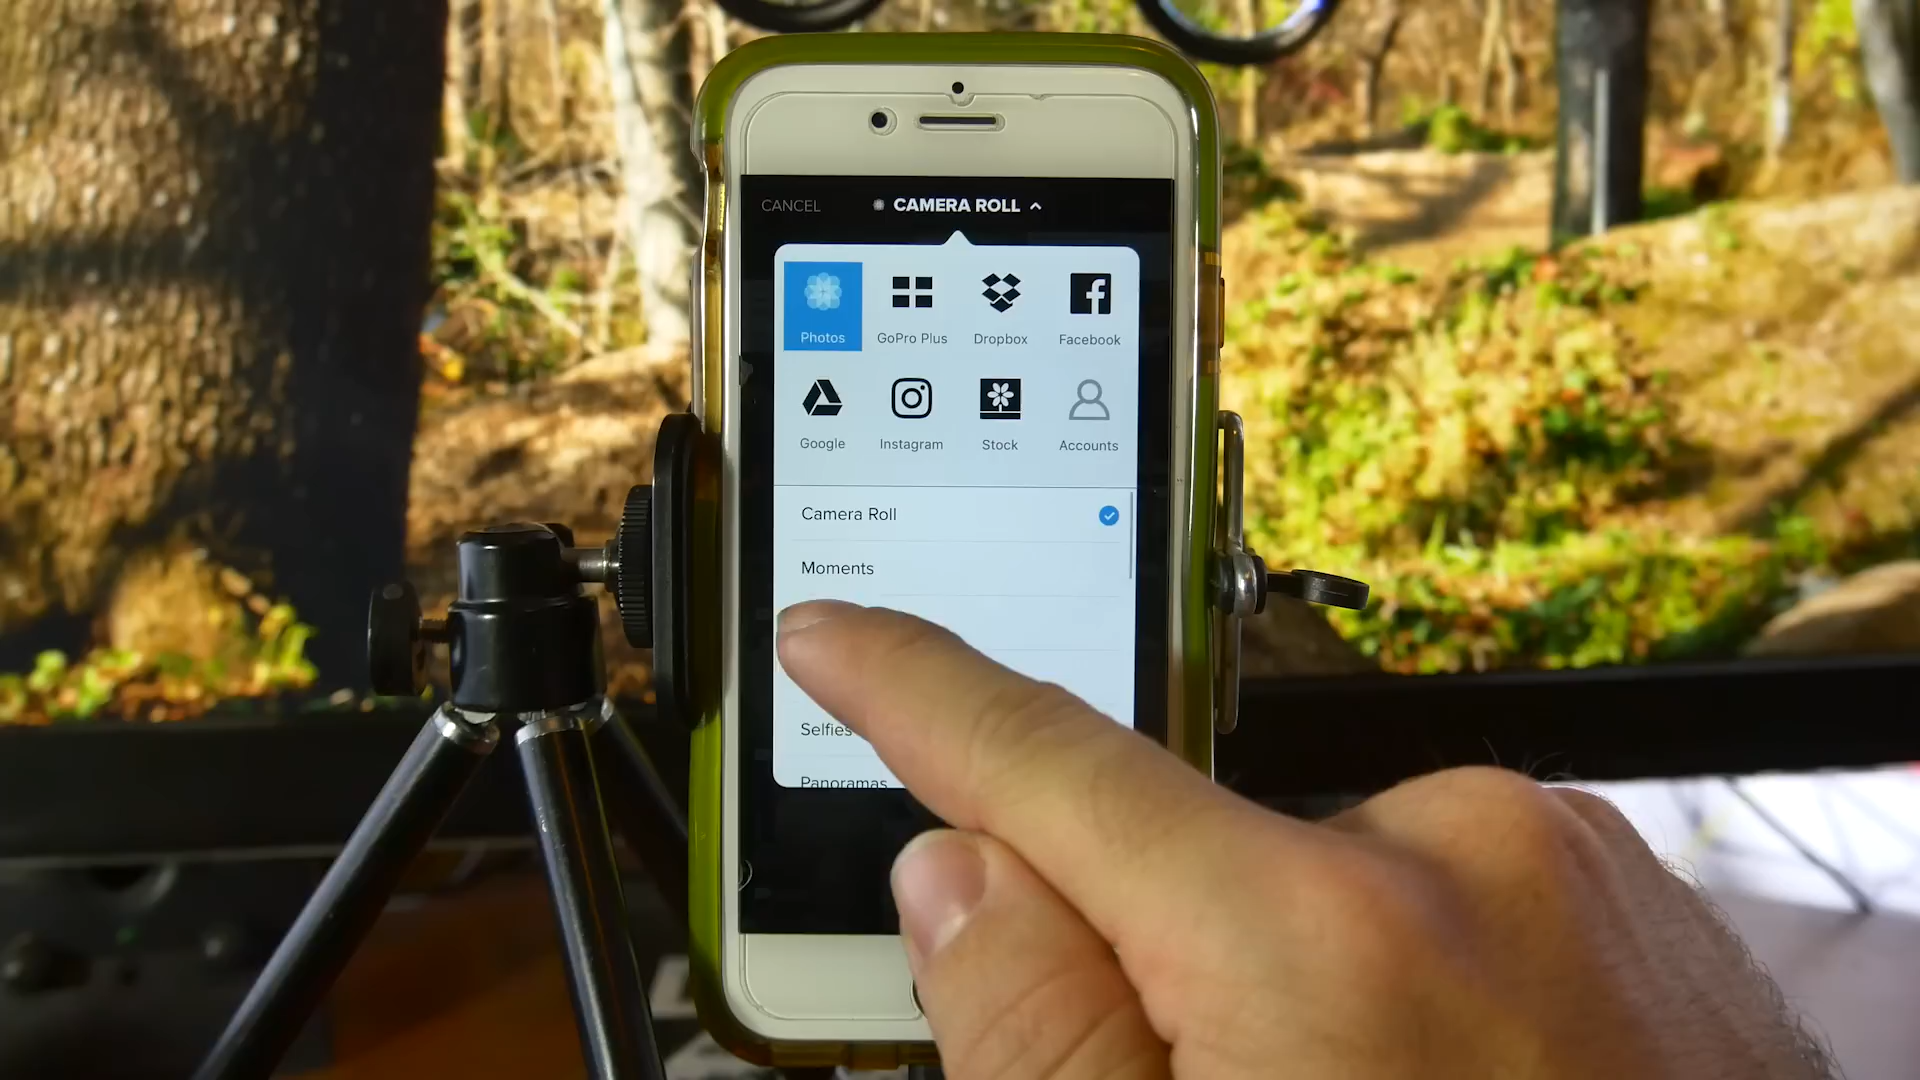 CANCEL CAMERA ROLL
Photos GoPro Plus Dropbox Facebook
Google Instagram Stock Accounts
Camera Roll
Moments
Selfies
Panoramas